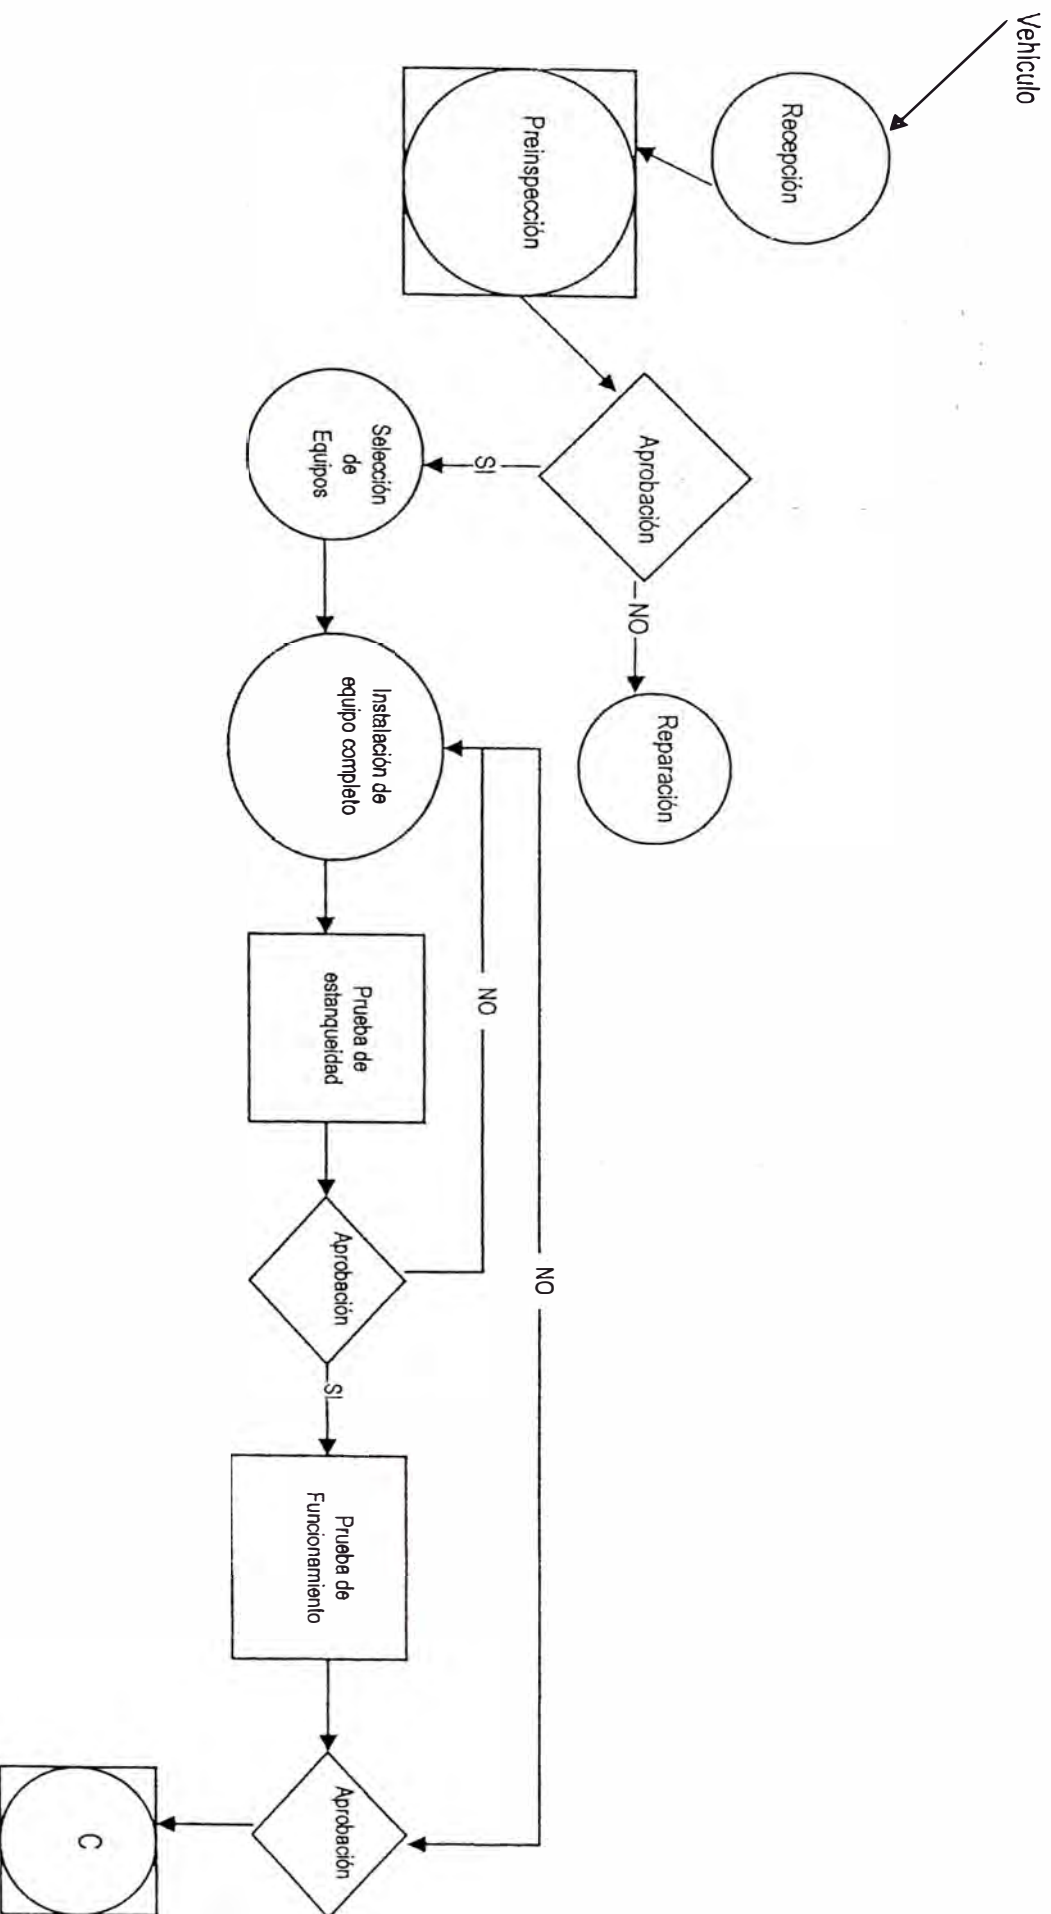 Vehículo
Recepción
Preinspección
Aprobación
NO
Reparación
SI
Selección
de
Equipos
Instalación de
equipo completo
Prueba de
estanqueidad
Aprobación
NO
SI
Prueba de
Funcionamiento
Aprobación
NO
C